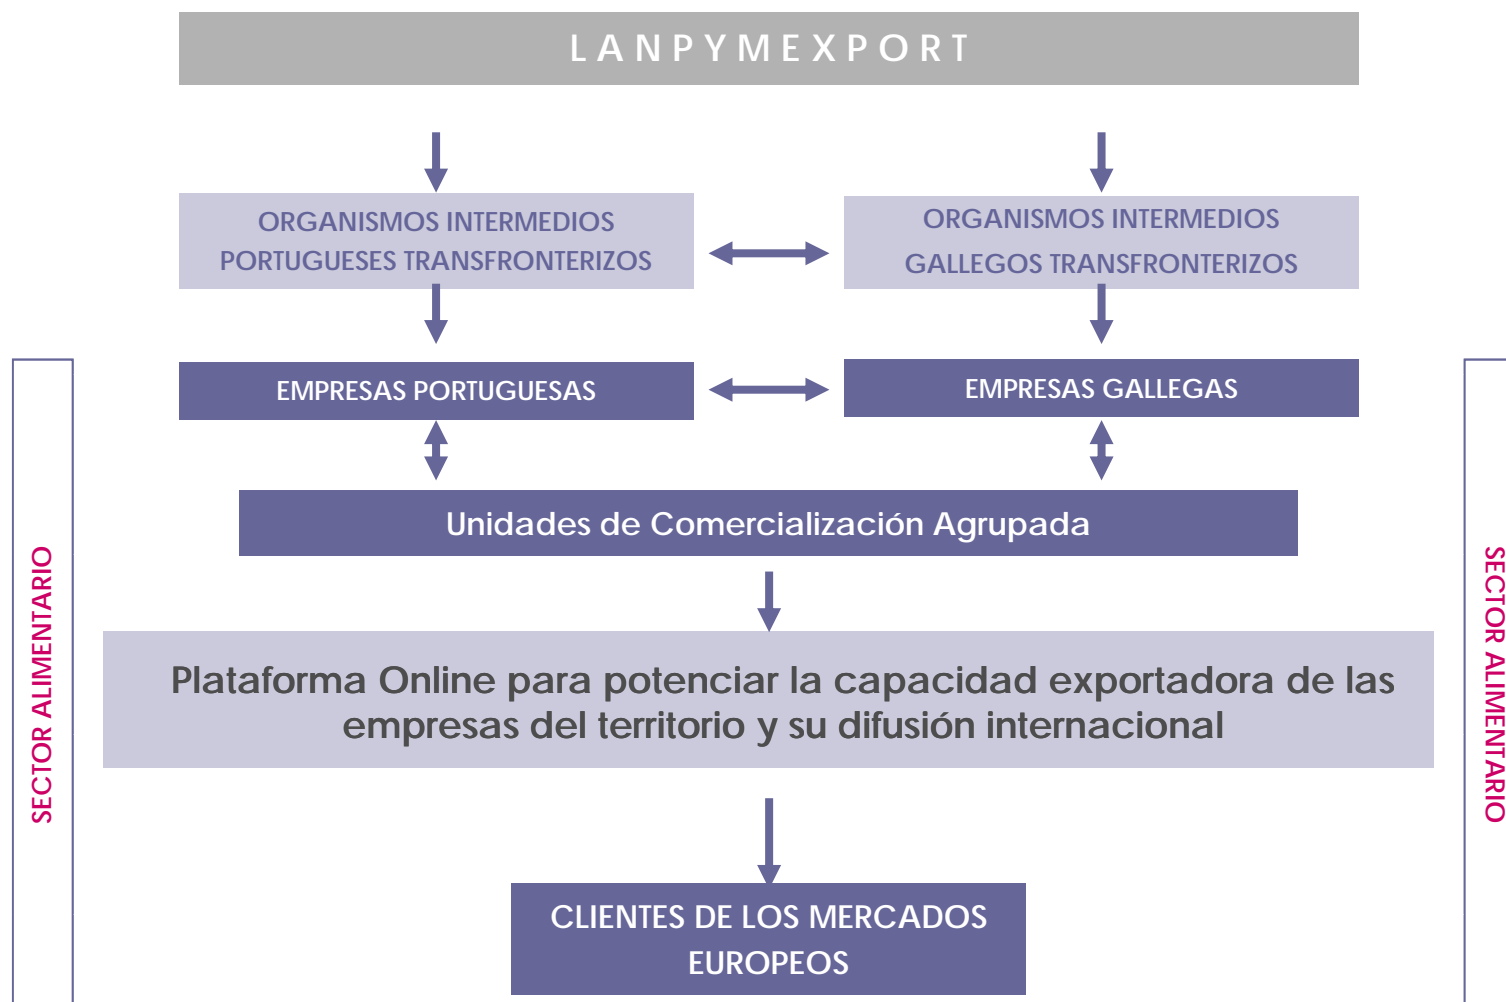 LANPYMEXPORT
ORGANISMOS INTERMEDIOS
PORTUGUESES TRANSFRONTERIZOS
ORGANISMOS INTERMEDIOS
GALLEGOS TRANSFRONTERIZOS
EMPRESAS PORTUGUESAS
EMPRESAS GALLEGAS
Unidades de Comercialización Agrupada
SECTOR ALIMENTARIO
SECTOR ALIMENTARIO
Plataforma Online para potenciar la capacidad exportadora de las
empresas del territorio y su difusión internacional
CLIENTES DE LOS MERCADOS
EUROPEOS